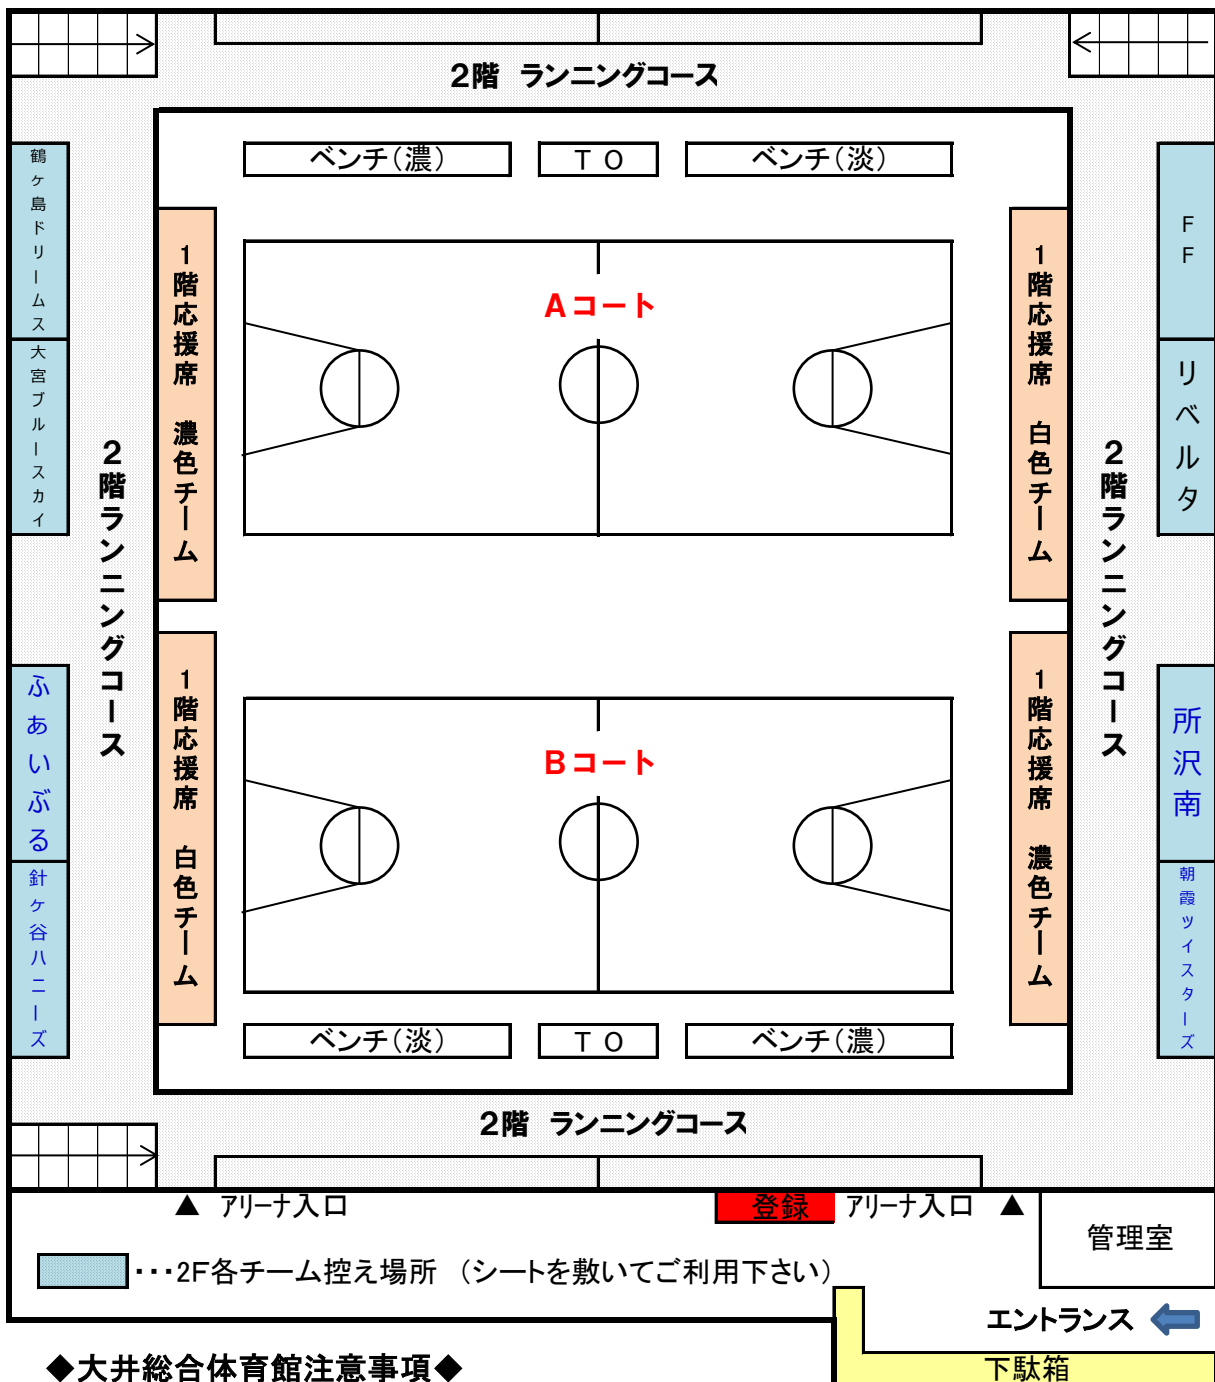 2階 ランニングコース
ベンチ(濃)
TO
ベンチ(淡)
鶴ヶ島ドリームス
大宮ブルースカイ
2階ランニングコース
1階応援席 濃色チーム
Aコート
1階応援席 白色チーム
2階ランニングコース
FF
リベルタ
ふぁいぶる
針ヶ谷ハニーズ
1階応援席 白色チーム
Bコート
1階応援席 濃色チーム
所沢南
朝霞ツイスターズ
ベンチ(淡)
TO
ベンチ(濃)
2階 ランニングコース
▲ アリーナ入口
登録
アリーナ入口 ▲
管理室
・・・2F各チーム控え場所 (シートを敷いてご利用下さい)
エントランス
下駄箱
◆大井総合体育館注意事項◆